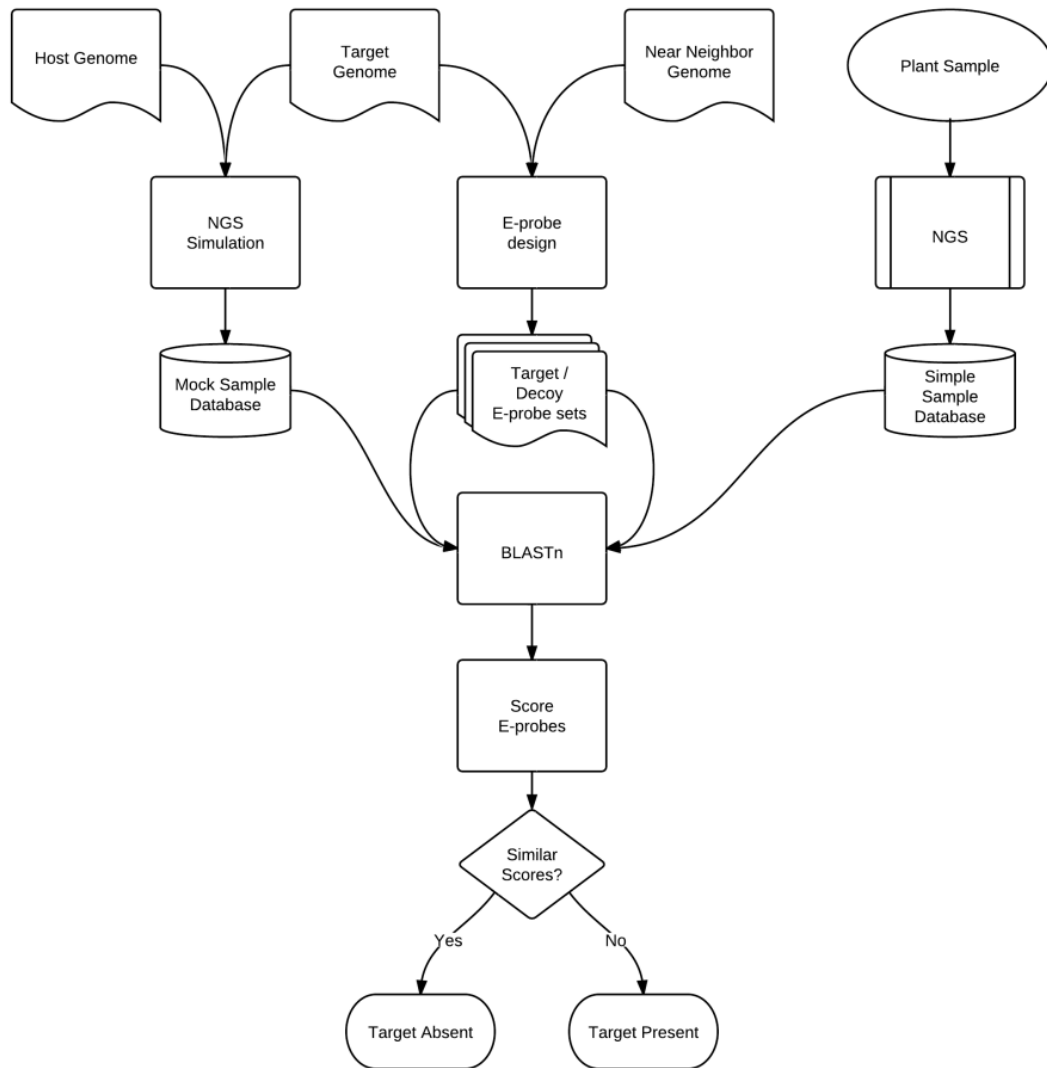 Host Genome
Target
Genome
Near Neighbor
Genome
Plant Sample
NGS
Simulation
E-probe
design
NGS
Mock Sample
Database
Target /
Decoy
E-probe sets
Simple
Sample
Database
BLASTn
Score
E-probes
Similar
Scores?
Yes
No
Target Absent
Target Present